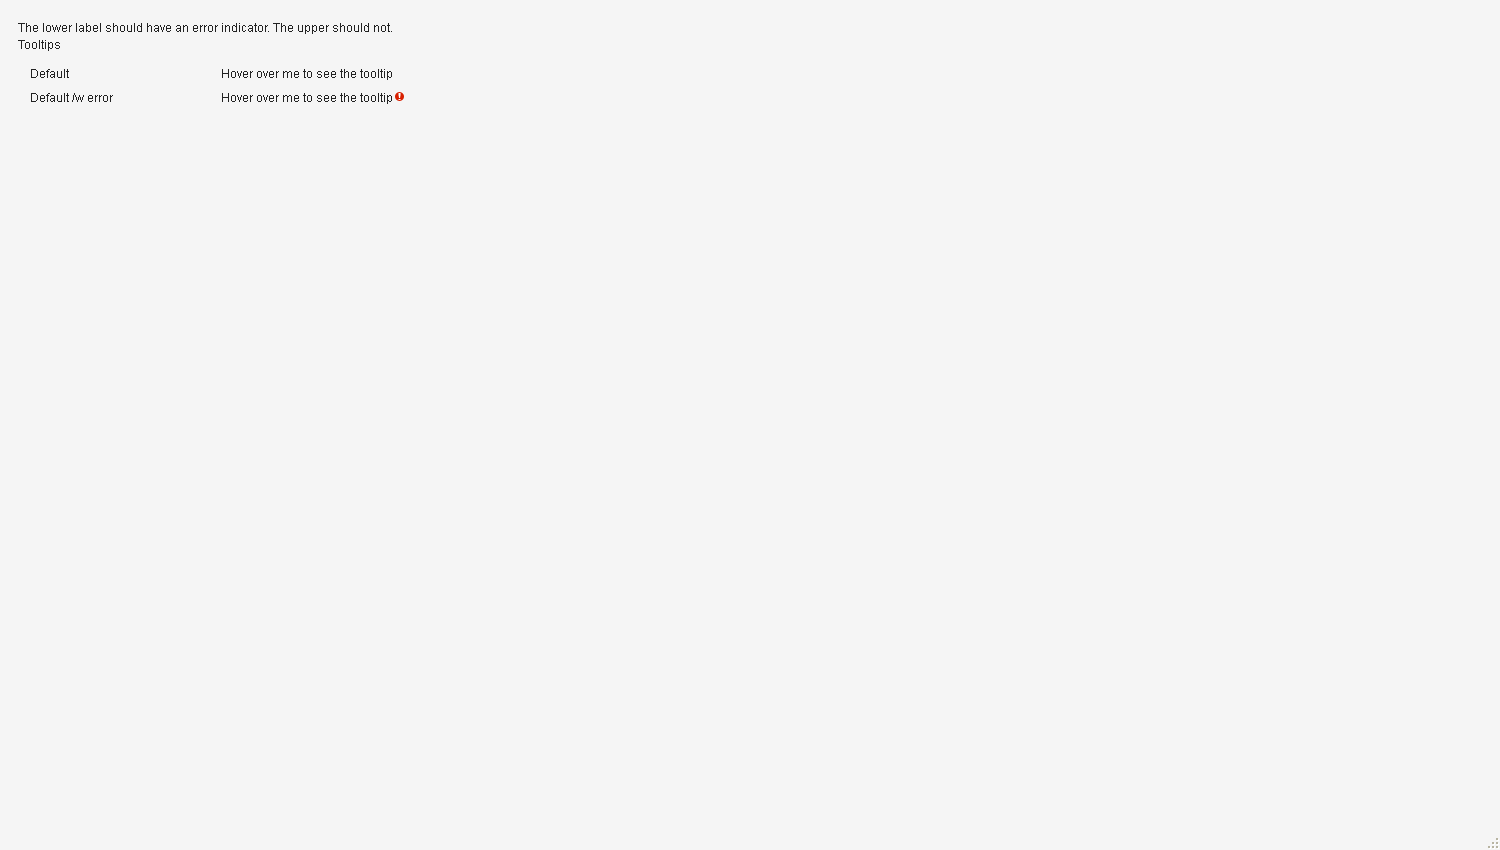 The lower label should have an error indicator. The upper should not.
Tooltips
Default Hover over me to see the tooltip
Default /w error Hover over me to see the tooltip